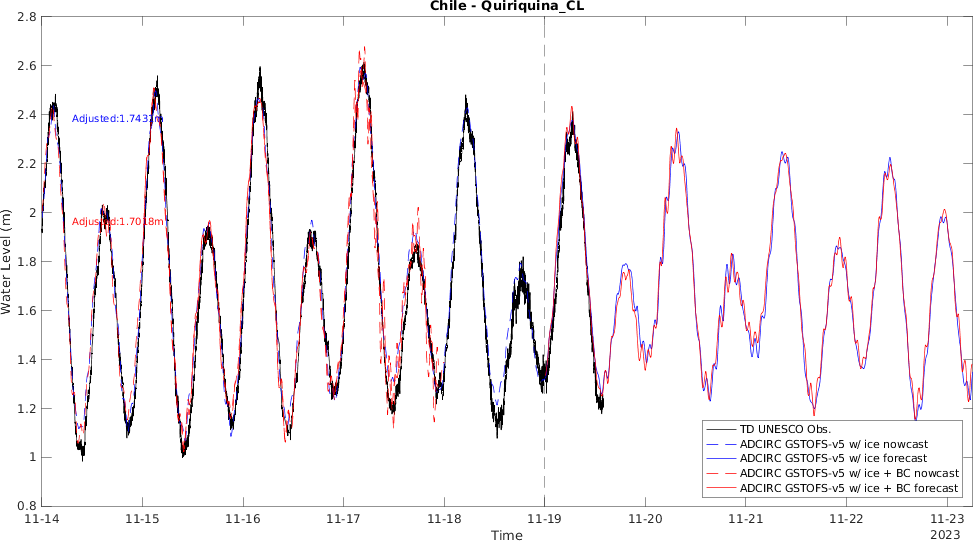 Chile - Quiriquina_CL
2.8
2.6
2.4
2.2
2
1.8
1.6
1.4
1.2
1
0.8
Water Level (m)
Adjusted:1.7437m
Adjusted:1.7018m
TD UNESCO Obs.
ADCIRC GSTOFS-v5 w/ ice nowcast
ADCIRC GSTOFS-v5 w/ ice forecast
ADCIRC GSTOFS-v5 w/ ice + BC nowcast
ADCIRC GSTOFS-v5 w/ ice + BC forecast
11-14 11-15 11-16 11-17 11-18 11-19 11-20 11-21 11-22 11-23
2023
Time